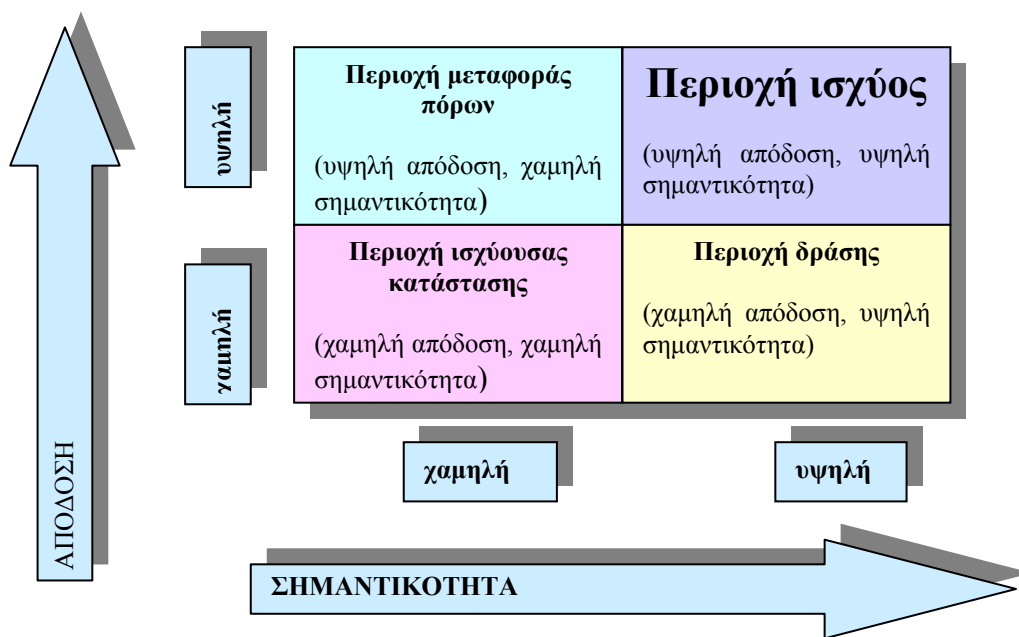 υψηλή
Περιοχή μεταφοράς
πόρων
(υψηλή απόδοση, χαμηλή
σημαντικότητα)
Περιοχή ισχύος
(υψηλή απόδοση, υψηλή
σημαντικότητα)
χαμηλή
Περιοχή ισχύουσας
κατάστασης
(χαμηλή απόδοση, χαμηλή
σημαντικότητα)
Περιοχή δράσης
(χαμηλή απόδοση, υψηλή
σημαντικότητα)
ΑΠΟΔΟΣΗ
χαμηλή
υψηλή
ΣΗΜΑΝΤΙΚΟΤΗΤΑ